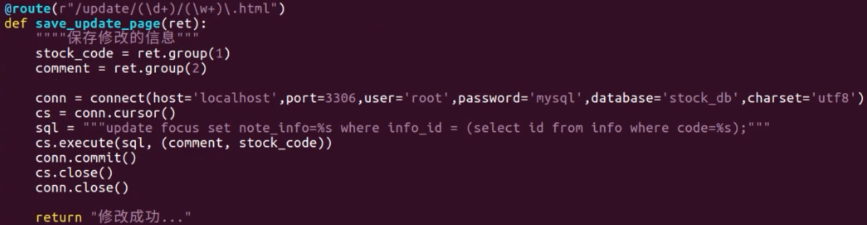 @route(r"/update/(\d+)/(\w+)\.html")
def save_update_page(ret):
    """"保存修改的信息"""
    stock_code = ret.group(1)
    comment = ret.group(2)

    conn = connect(host='localhost',port=3306,user='root',password='mysql',database='stock_db',charset='utf8')
    cs = conn.cursor()
    sql = """update focus set note_info=%s where info_id = (select id from info where code=%s);"""
    cs.execute(sql, (comment, stock_code))
    conn.commit()
    cs.close()
    conn.close()

    return "修改成功..."